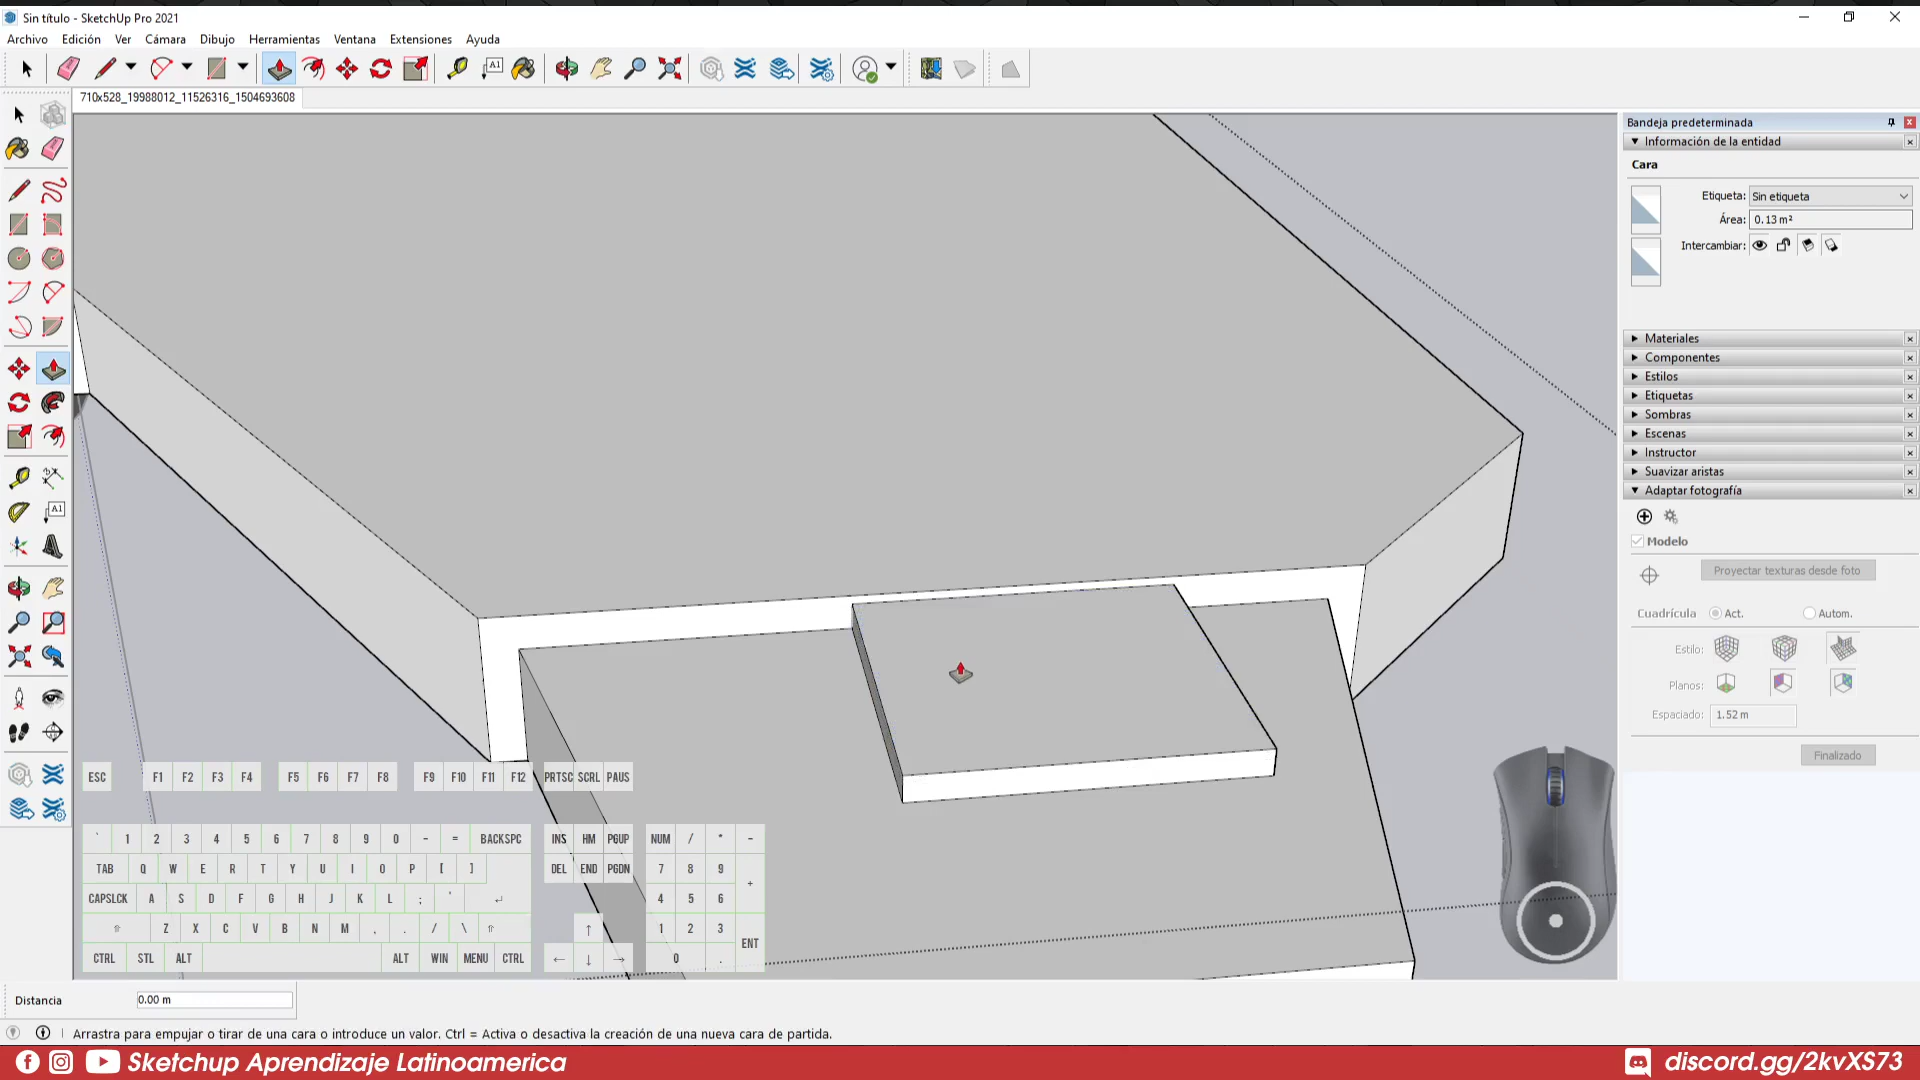 Sin título - SketchUp Pro 2021
Archivo Edición Ver Cámara Dibujo Herramientas Ventana Extensiones Ayuda
A1
710x528_19988012_11526316_1504693608
Bandeja predeterminada
Información de la entidad
Cara
Etiqueta: Sin etiqueta
Área: 0.13 m²
Intercambiar:
Materiales
Componentes
Estilos
Etiquetas
Sombras
Escenas
Instructor
Suavizar aristas
Adaptar fotografía
A1
Modelo
Proyectar texturas desde foto
Cuadrícula Act. Autom.
Estilo:
Planos:
Espaciado: 1.52 m
Finalizado
ESC F1 F2 F3 F4 F5 F6 F7 F8 F9 F10 F11 F12 PRTSC SCRL PAUS
` 1 2 3 4 5 6 7 8 9 0 - = BACKSPC INS HM PGUP NUM / * -
TAB Q W E R T Y U I O P [ ] DEL END PGDN 7 8 9 +
CAPSLCK A S D F G H J K L ; ' ↵ 4 5 6
⇧ Z X C V B N M , . / \ ⇧ ↑ 1 2 3 ENT
CTRL STL ALT ALT WIN MENU CTRL ← ↓ → 0 .
Distancia 0.00 m
Arrastra para empujar o tirar de una cara o introduce un valor. Ctrl = Activa o desactiva la creación de una nueva cara de partida.
Sketchup Aprendizaje Latinoamerica discord.gg/2kvXS73